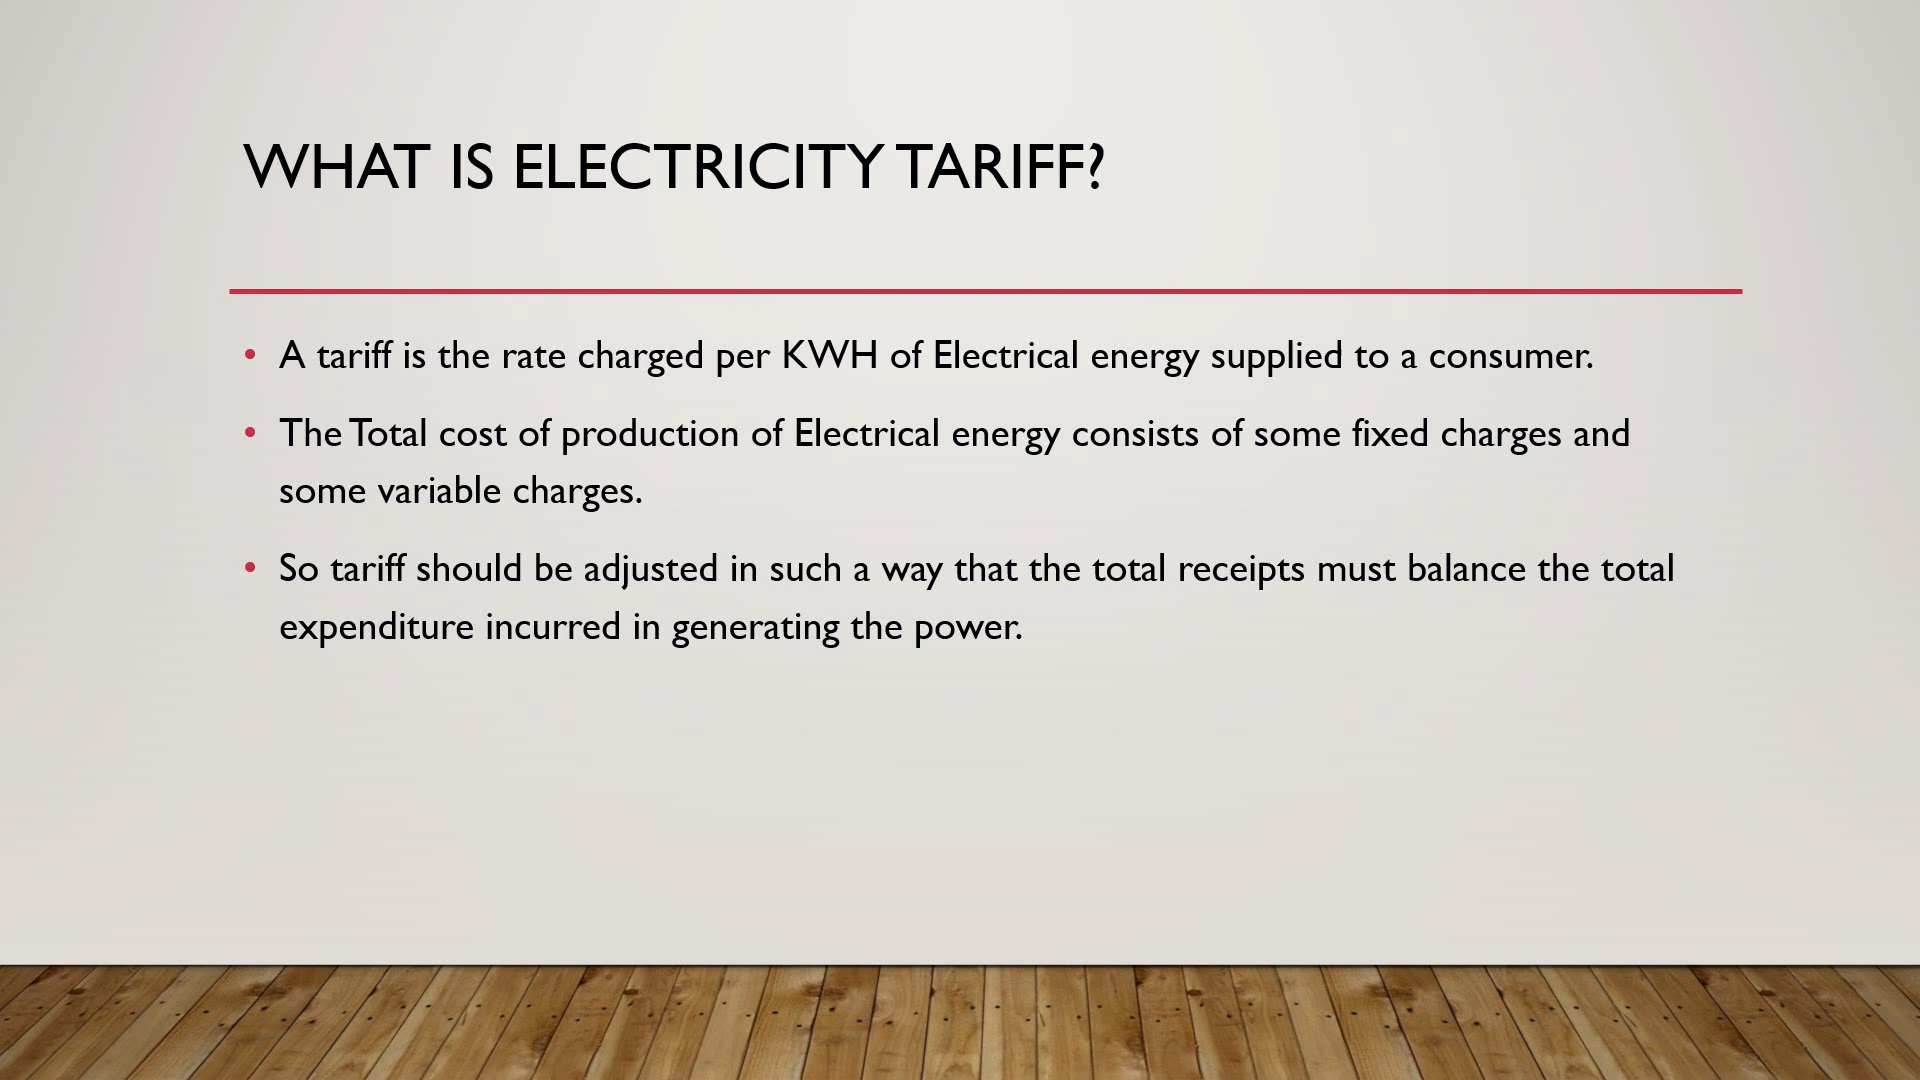 WHAT IS ELECTRICITY TARIFF?
• A tariff is the rate charged per KWH of Electrical energy supplied to a consumer.
• The Total cost of production of Electrical energy consists of some fixed charges and
some variable charges.
• So tariff should be adjusted in such a way that the total receipts must balance the total
expenditure incurred in generating the power.